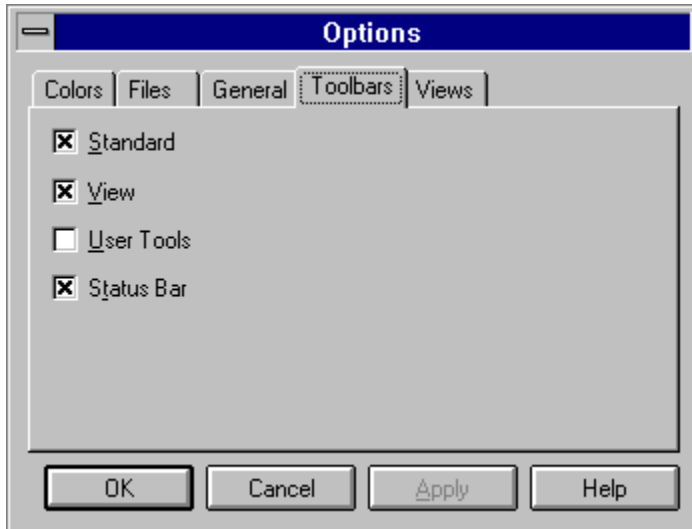 Options
Colors Files General Toolbars Views
Standard
View
User Tools
Status Bar
OK Cancel Apply Help